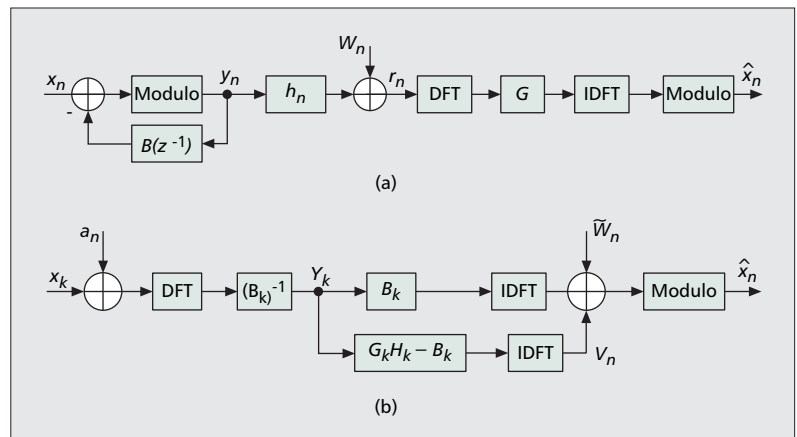 W_n
x_n Modulo y_n h_n r_n DFT G IDFT Modulo x̂_n
-
B(z ⁻¹)
(a)
a_n W̃_n
x_k DFT (B_k)⁻¹ Y_k B_k IDFT Modulo x̂_n
G_kH_k – B_k IDFT V_n
(b)